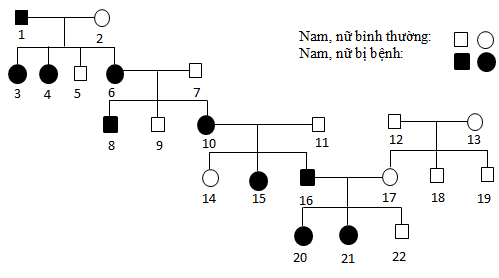 Nam, nữ bình thường:
Nam, nữ bị bệnh:
1 2
3 4 5 6 7
8 9 10 11 12 13
14 15 16 17 18 19
20 21 22